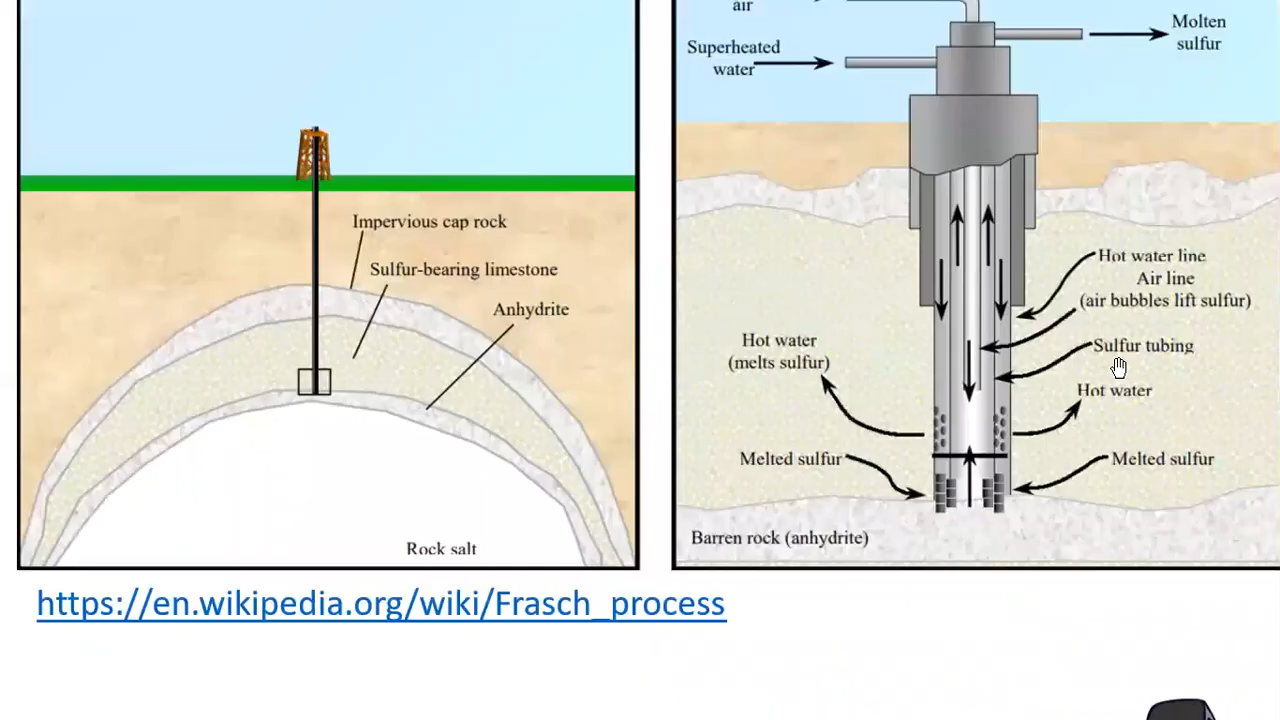 Impervious cap rock
Sulfur-bearing limestone
Anhydrite
Rock salt
air
Superheated
water
Molten
sulfur
Hot water line
Air line
(air bubbles lift sulfur)
Hot water
(melts sulfur)
Sulfur tubing
Hot water
Melted sulfur
Melted sulfur
Barren rock (anhydrite)
https://en.wikipedia.org/wiki/Frasch_process